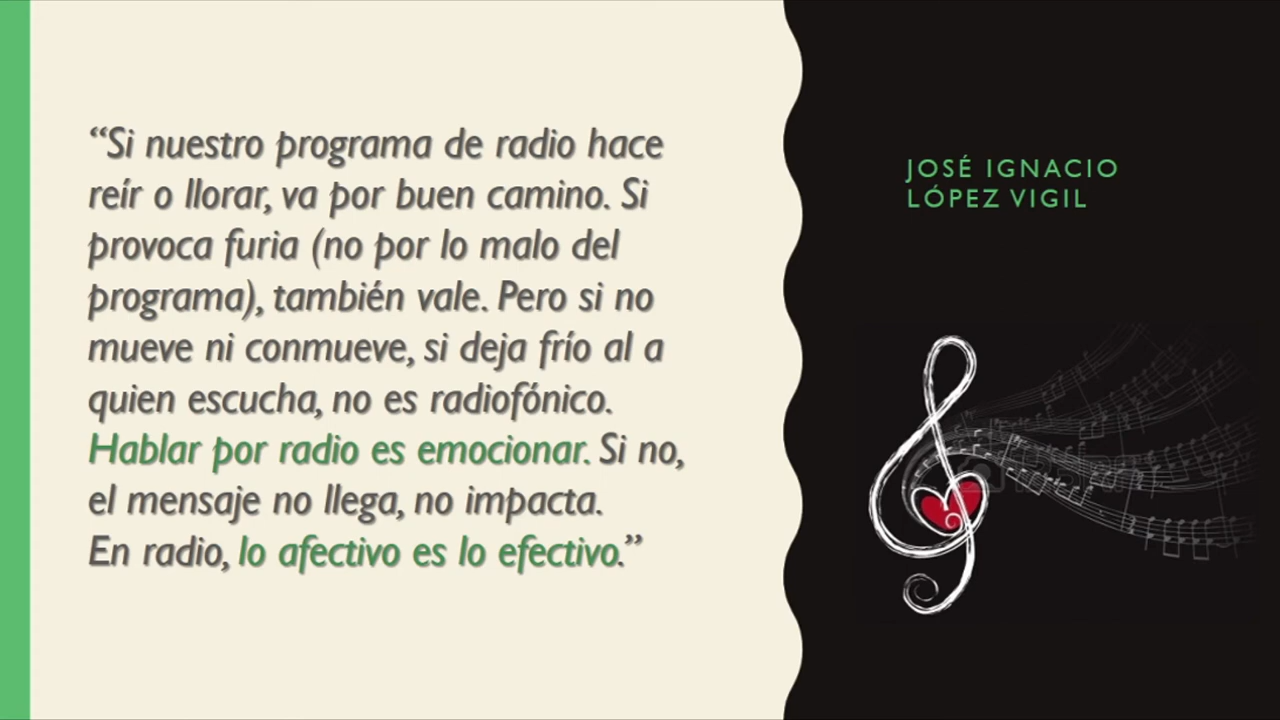 “Si nuestro programa de radio hace
reír o llorar, va por buen camino. Si
provoca furia (no por lo malo del
programa), también vale. Pero si no
mueve ni conmueve, si deja frío al a
quien escucha, no es radiofónico.
Hablar por radio es emocionar. Si no,
el mensaje no llega, no impacta.
En radio, lo afectivo es lo efectivo.”
JOSÉ IGNACIO
LÓPEZ VIGIL